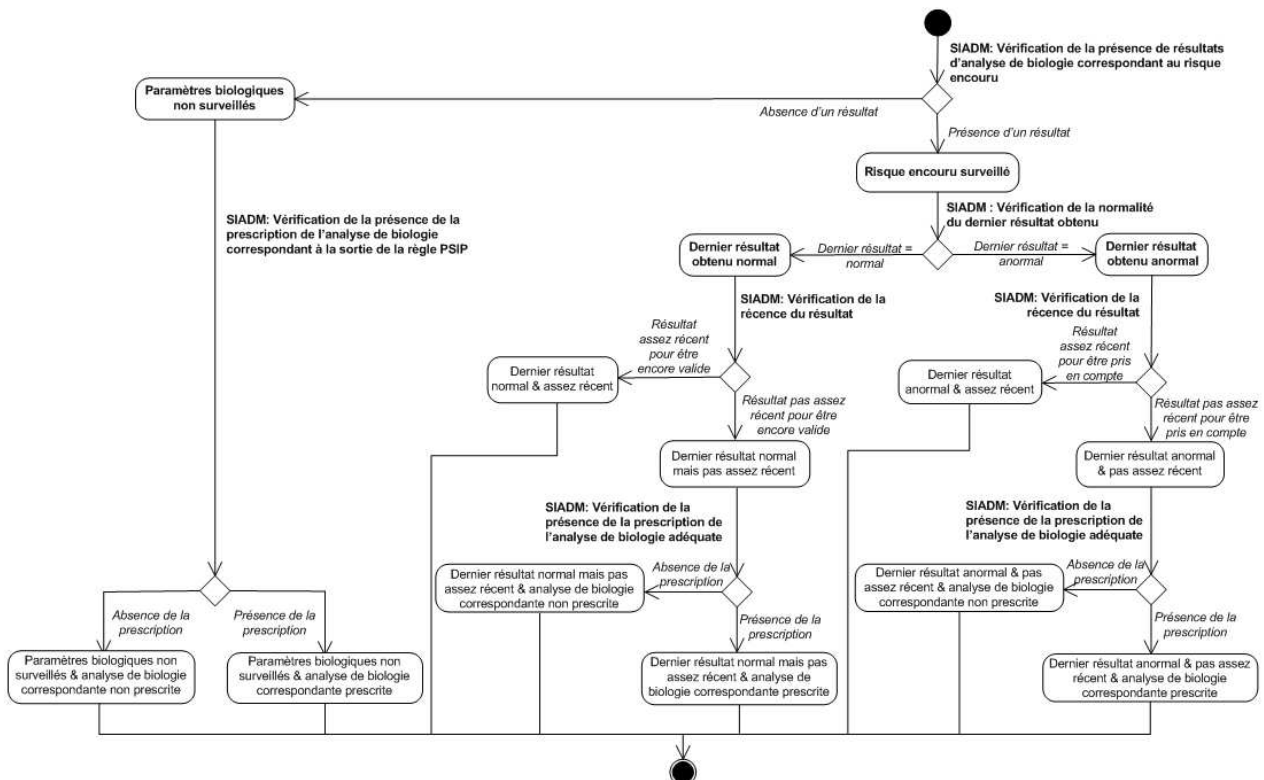 SIADM: Vérification de la présence de résultats
d'analyse de biologie correspondant au risque
encouru
Paramètres biologiques
non surveillés
Absence d'un résultat
Présence d'un résultat
Risque encouru surveillé
SIADM: Vérification de la présence de la
prescription de l'analyse de biologie
correspondant à la sortie de la règle PSIP
SIADM : Vérification de la normalité
du dernier résultat obtenu
Dernier résultat
obtenu normal
Dernier résultat =
normal
Dernier résultat =
anormal
Dernier résultat
obtenu anormal
SIADM: Vérification de la
récence du résultat
SIADM: Vérification de la
récence du résultat
Résultat
assez récent
pour être
encore valide
Résultat
assez récent
pour être pris
en compte
Dernier résultat
normal & assez récent
Dernier résultat
anormal & assez récent
Résultat pas assez
récent pour être
encore valide
Résultat pas assez
récent pour être
pris en compte
Dernier résultat normal
mais pas assez récent
Dernier résultat anormal
& pas assez récent
SIADM: Vérification de la
présence de la prescription de
l'analyse de biologie adéquate
SIADM: Vérification de la
présence de la prescription de
l'analyse de biologie adéquate
Absence de la
prescription
Absence de la
prescription
Dernier résultat normal mais pas
assez récent & analyse de biologie
correspondante non prescrite
Dernier résultat anormal & pas
assez récent & analyse de biologie
correspondante non prescrite
Absence de la
prescription
Présence de la
prescription
Présence de la
prescription
Présence de la
prescription
Paramètres biologiques non
surveillés & analyse de biologie
correspondante non prescrite
Paramètres biologiques non
surveillés & analyse de biologie
correspondante prescrite
Dernier résultat normal mais pas
assez récent & analyse de
biologie correspondante prescrite
Dernier résultat anormal & pas assez
récent & analyse de biologie
correspondante prescrite